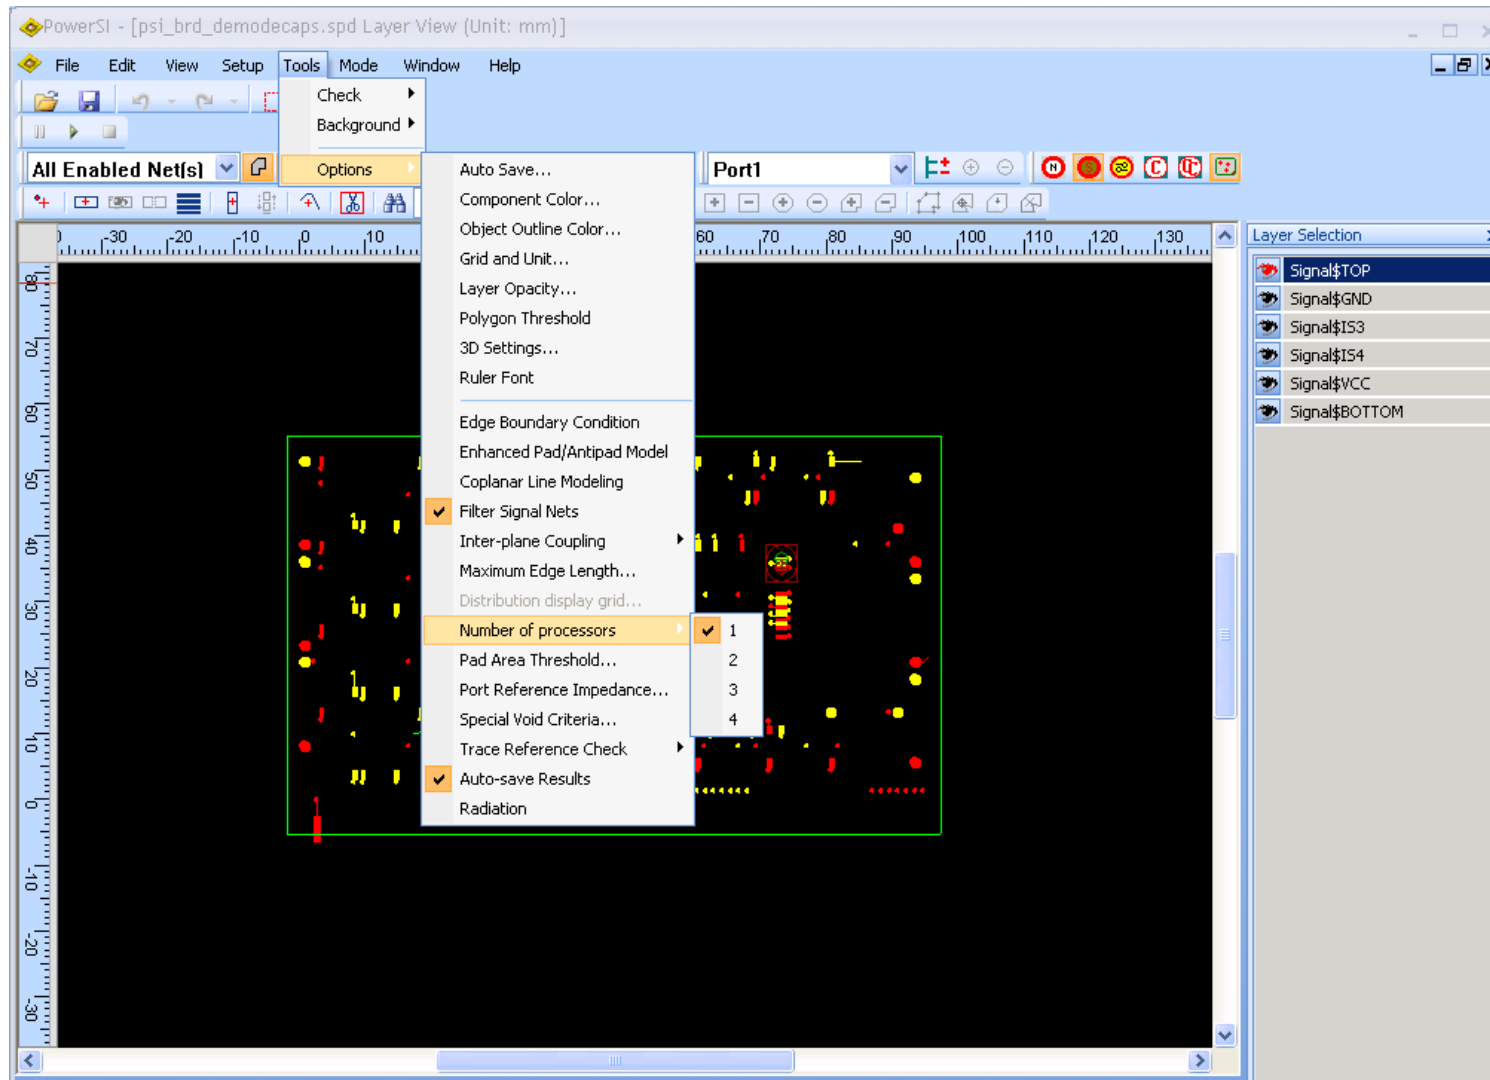 PowerSI - [psi_brd_demodecaps.spd Layer View (Unit: mm)]
File Edit View Setup Tools Mode Window Help
Check
Background
All Enabled Net(s)
Options
Port1
Auto Save...
Component Color...
Object Outline Color...
Grid and Unit...
Layer Opacity...
Polygon Threshold
3D Settings...
Ruler Font
Edge Boundary Condition
Enhanced Pad/Antipad Model
Coplanar Line Modeling
Filter Signal Nets
Inter-plane Coupling
Maximum Edge Length...
Distribution display grid...
Number of processors
Pad Area Threshold...
Port Reference Impedance...
Special Void Criteria...
Trace Reference Check
Auto-save Results
Radiation
1
2
3
4
-30 -20 -10 0 10 60 70 80 90 100 110 120 130
80
70
60
50
40
30
20
10
0
-10
-20
-30
Layer Selection
Signal$TOP
Signal$GND
Signal$IS3
Signal$IS4
Signal$VCC
Signal$BOTTOM